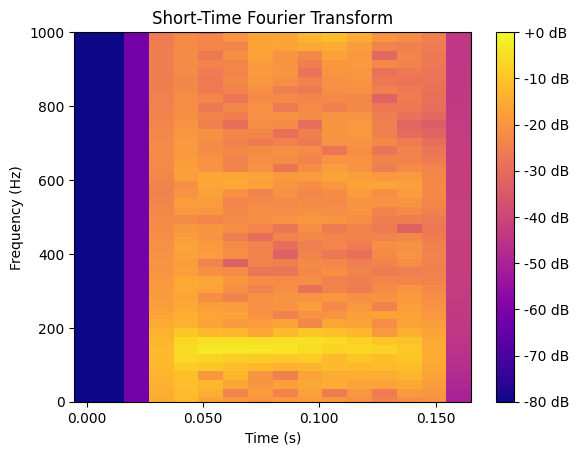 Short-Time Fourier Transform
1000
800
600
400
200
0
Frequency (Hz)
0.000
0.050
0.100
0.150
Time (s)
+0 dB
-10 dB
-20 dB
-30 dB
-40 dB
-50 dB
-60 dB
-70 dB
-80 dB